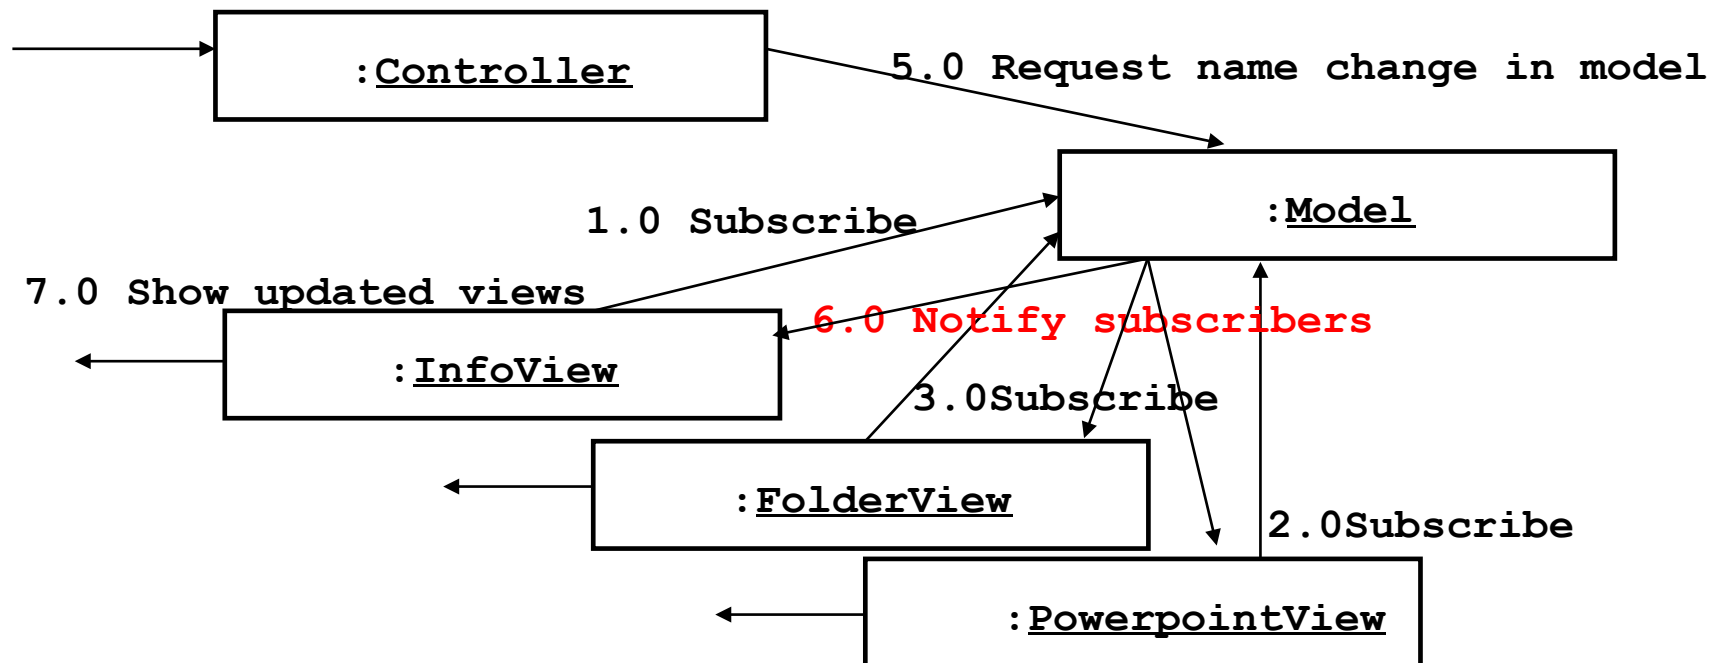 :Controller
5.0 Request name change in model
:Model
1.0 Subscribe
7.0 Show updated views
6.0 Notify subscribers
:InfoView
3.0Subscribe
:FolderView
2.0Subscribe
:PowerpointView